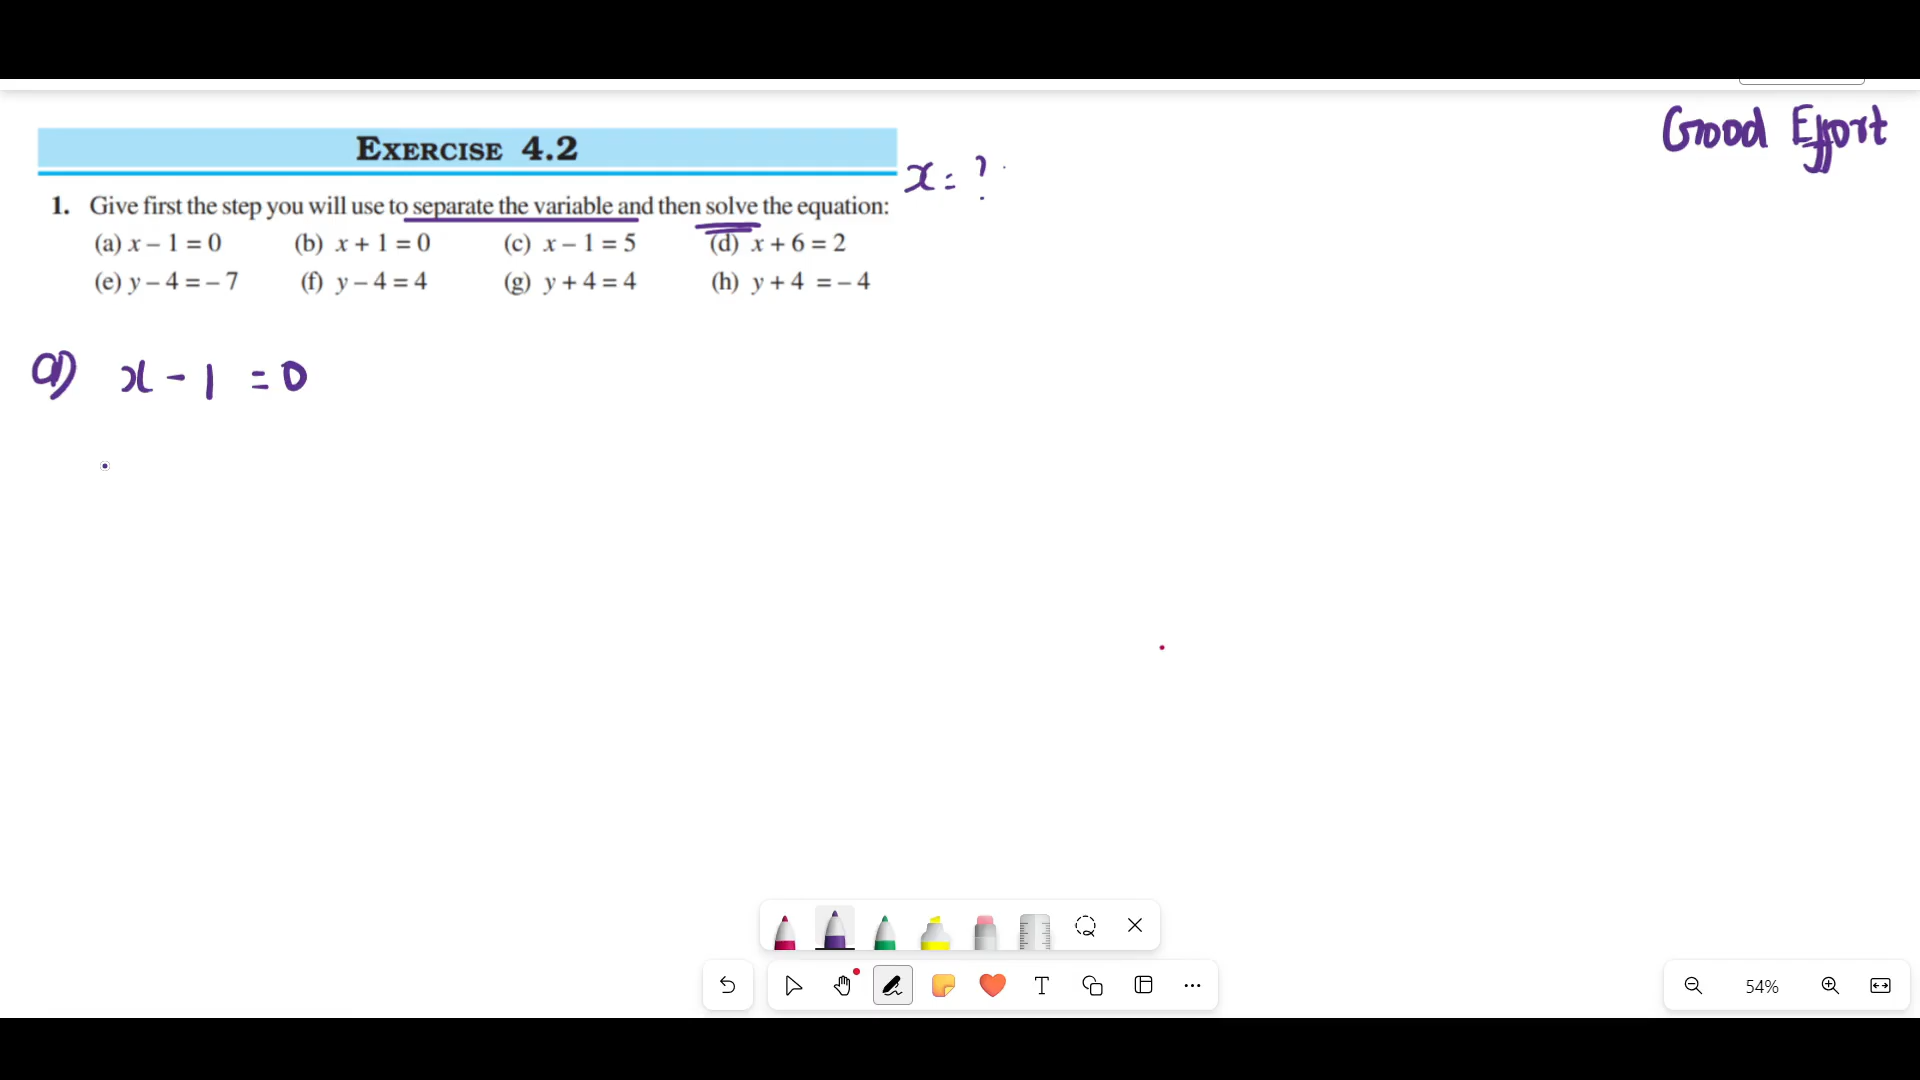 Good Effort
EXERCISE 4.2
x = ?
1. Give first the step you will use to separate the variable and then solve the equation:
(a) x – 1 = 0 (b) x + 1 = 0 (c) x – 1 = 5 (d) x + 6 = 2
(e) y – 4 = – 7 (f) y – 4 = 4 (g) y + 4 = 4 (h) y + 4 = – 4
a) x - 1 = 0
T
54%